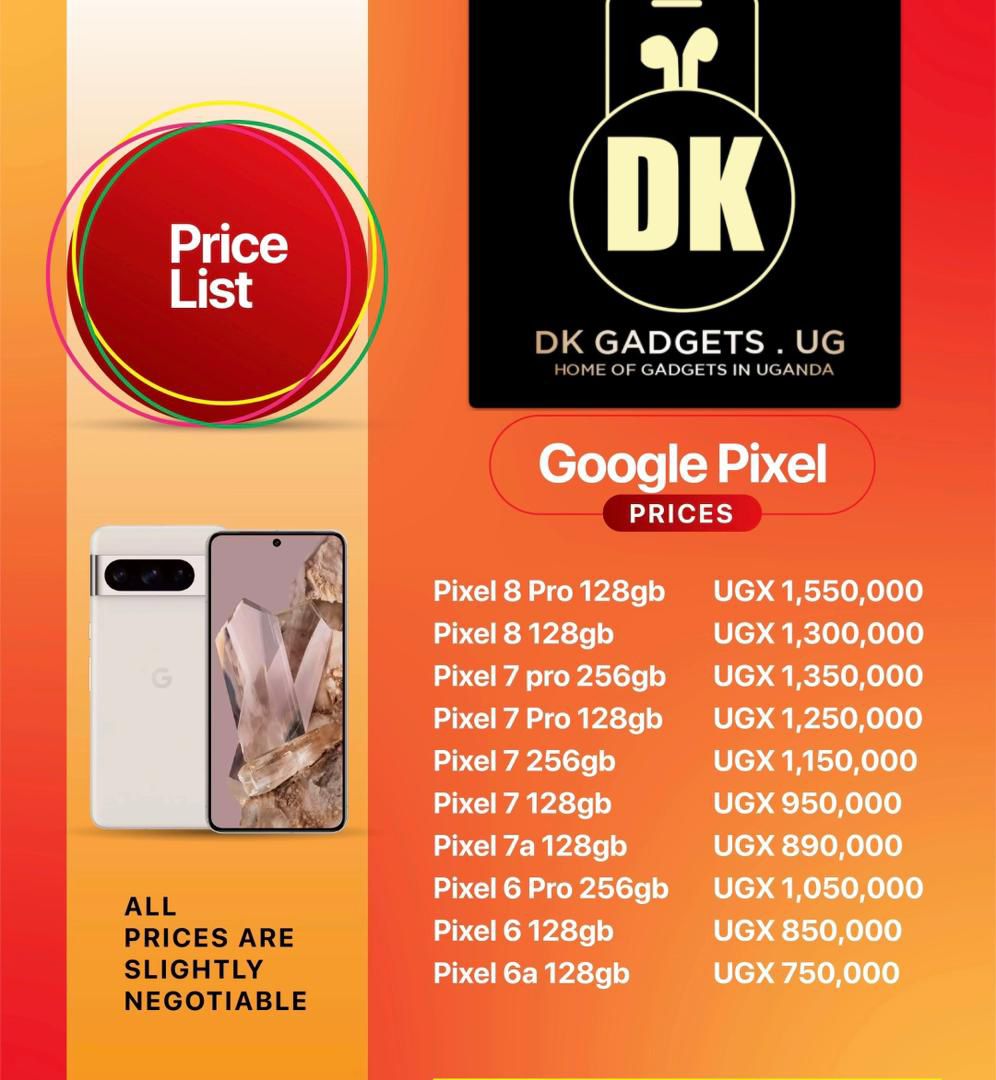 Price
List
DK
DK GADGETS . UG
HOME OF GADGETS IN UGANDA
Google Pixel
PRICES
Pixel 8 Pro 128gb UGX 1,550,000
Pixel 8 128gb UGX 1,300,000
Pixel 7 pro 256gb UGX 1,350,000
Pixel 7 Pro 128gb UGX 1,250,000
Pixel 7 256gb UGX 1,150,000
Pixel 7 128gb UGX 950,000
Pixel 7a 128gb UGX 890,000
Pixel 6 Pro 256gb UGX 1,050,000
Pixel 6 128gb UGX 850,000
Pixel 6a 128gb UGX 750,000
G
ALL
PRICES ARE
SLIGHTLY
NEGOTIABLE